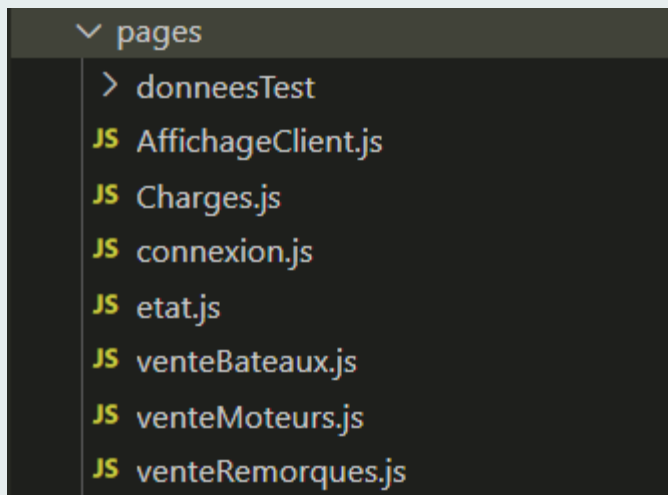 pages
donneesTest
JS AffichageClient.js
JS Charges.js
JS connexion.js
JS etat.js
JS venteBateaux.js
JS venteMoteurs.js
JS venteRemorques.js